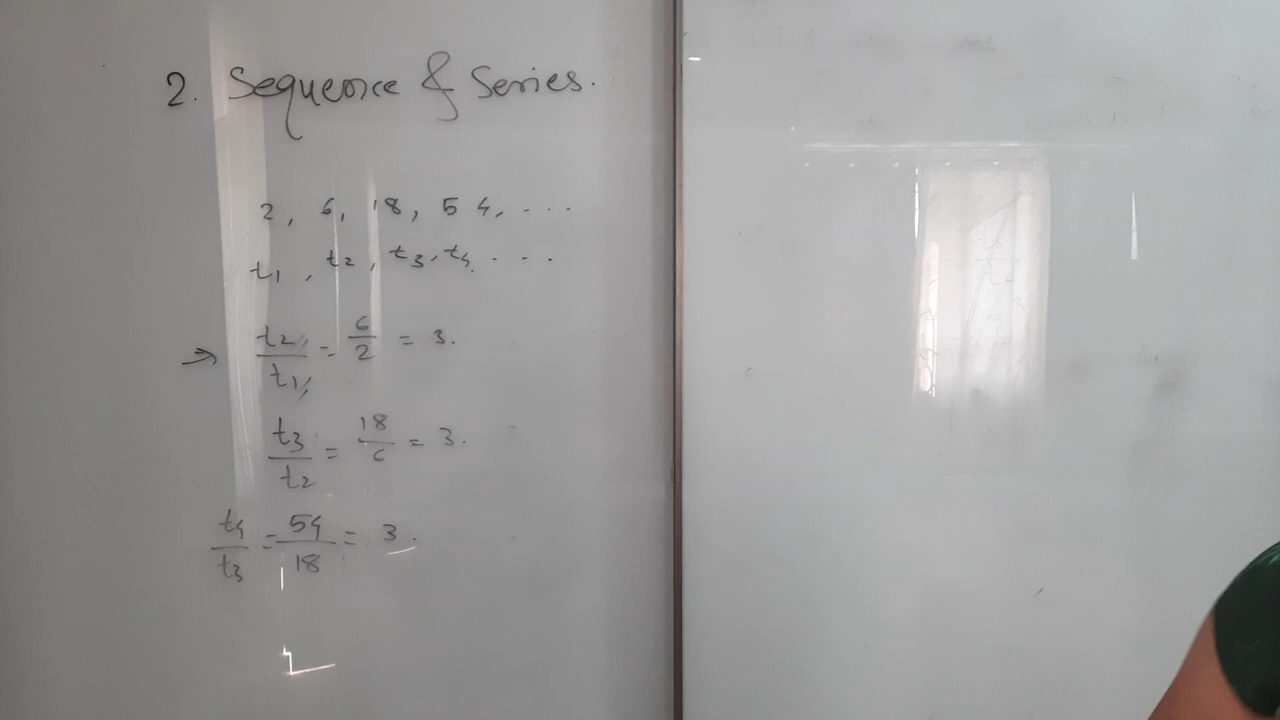 2. Sequence & Series.
2, 6, 18, 54, ...
t1, t2, t3, t4. ...
→ t2/t1 = 6/2 = 3.
t3/t2 = 18/6 = 3.
t4/t3 = 54/18 = 3.